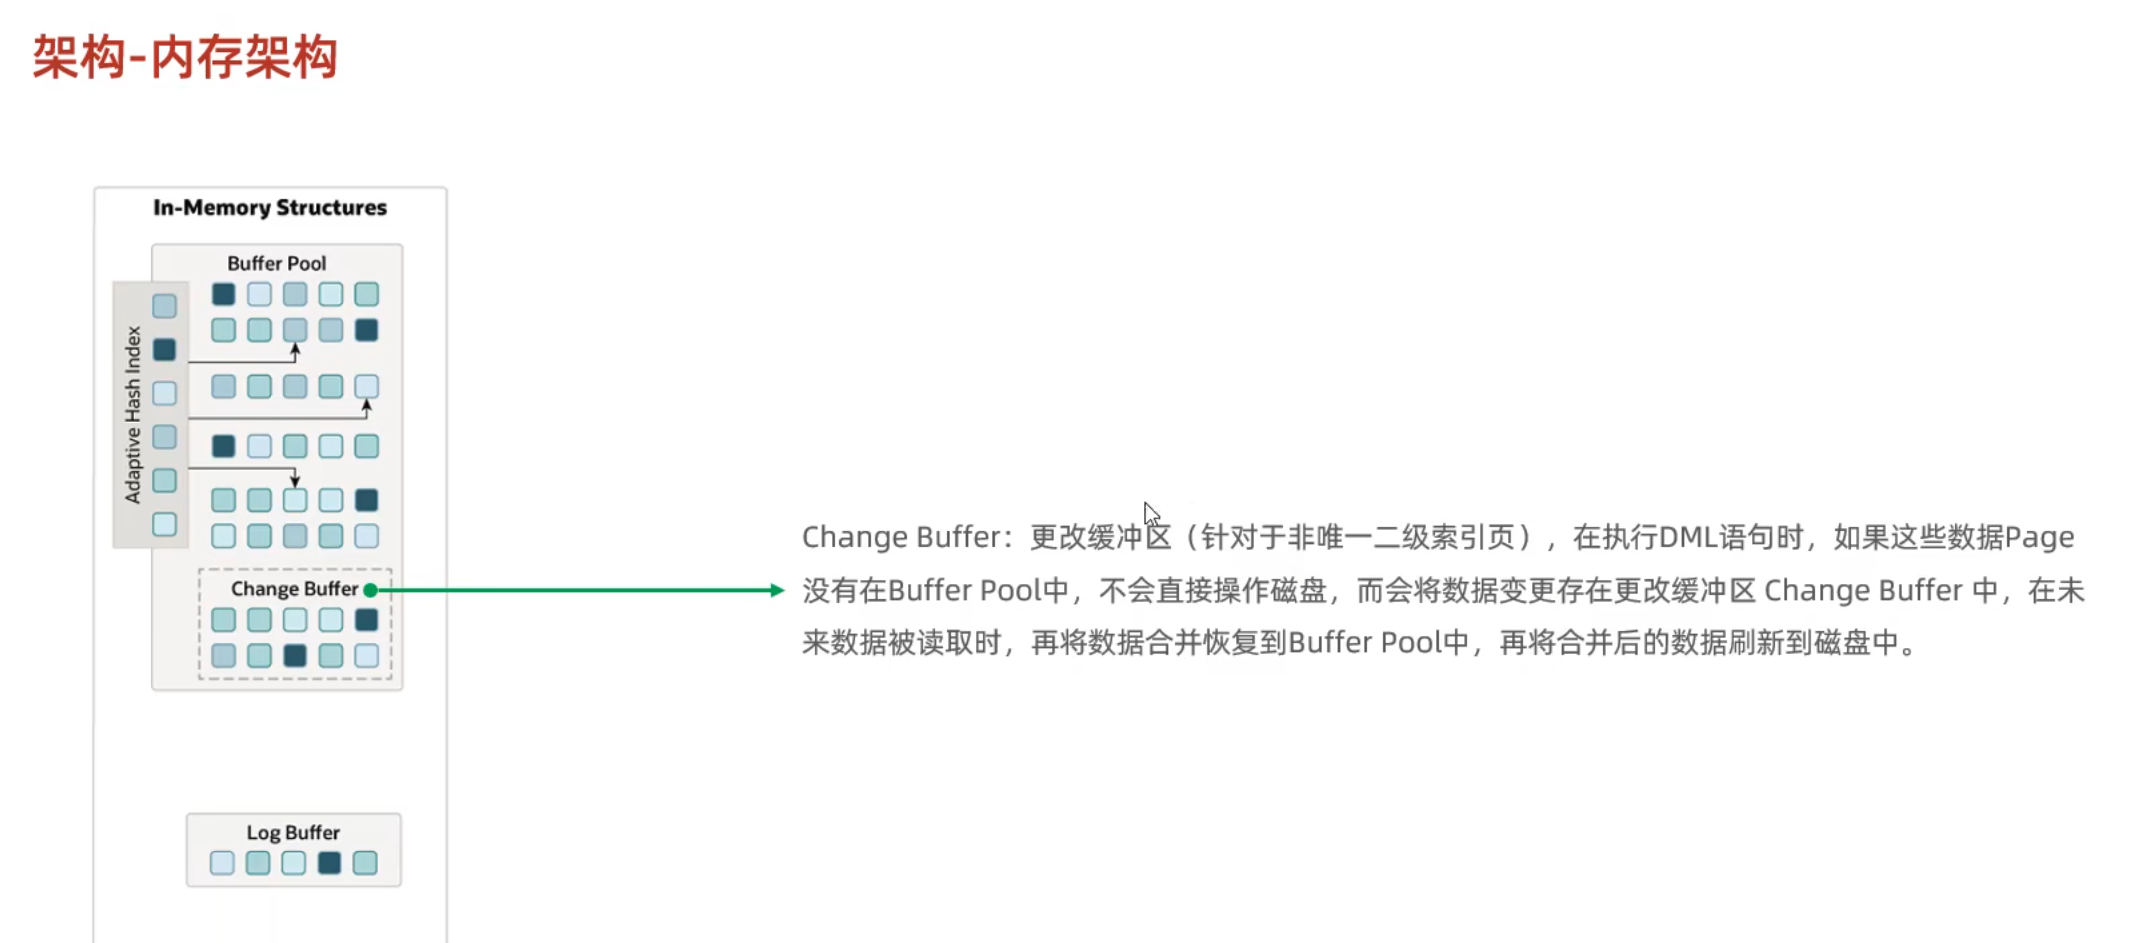 架构-内存架构
In-Memory Structures
Buffer Pool
Adaptive Hash Index
Change Buffer
Log Buffer
Change Buffer：更改缓冲区（针对于非唯一二级索引页），在执行DML语句时，如果这些数据Page
没有在Buffer Pool中，不会直接操作磁盘，而会将数据变更存在更改缓冲区 Change Buffer 中，在未
来数据被读取时，再将数据合并恢复到Buffer Pool中，再将合并后的数据刷新到磁盘中。